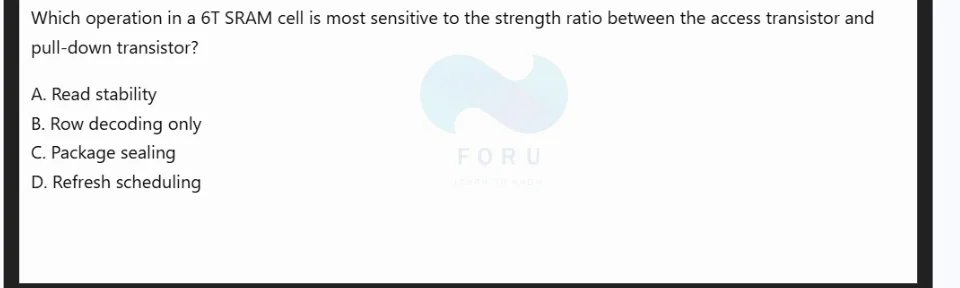 Which operation in a 6T SRAM cell is most sensitive to the strength ratio between the access transistor and
pull-down transistor?
A. Read stability
B. Row decoding only
C. Package sealing
D. Refresh scheduling
FORU